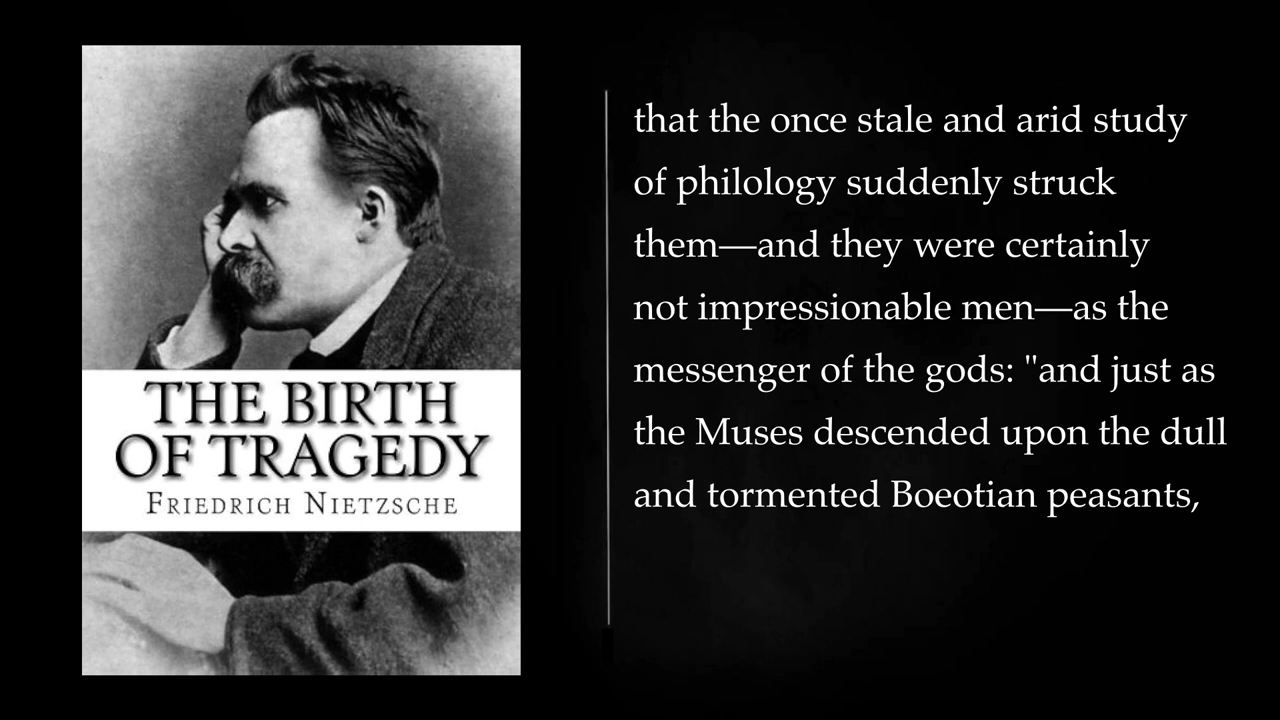 THE BIRTH
OF TRAGEDY
FRIEDRICH NIETZSCHE
that the once stale and arid study
of philology suddenly struck
them—and they were certainly
not impressionable men—as the
messenger of the gods: "and just as
the Muses descended upon the dull
and tormented Boeotian peasants,